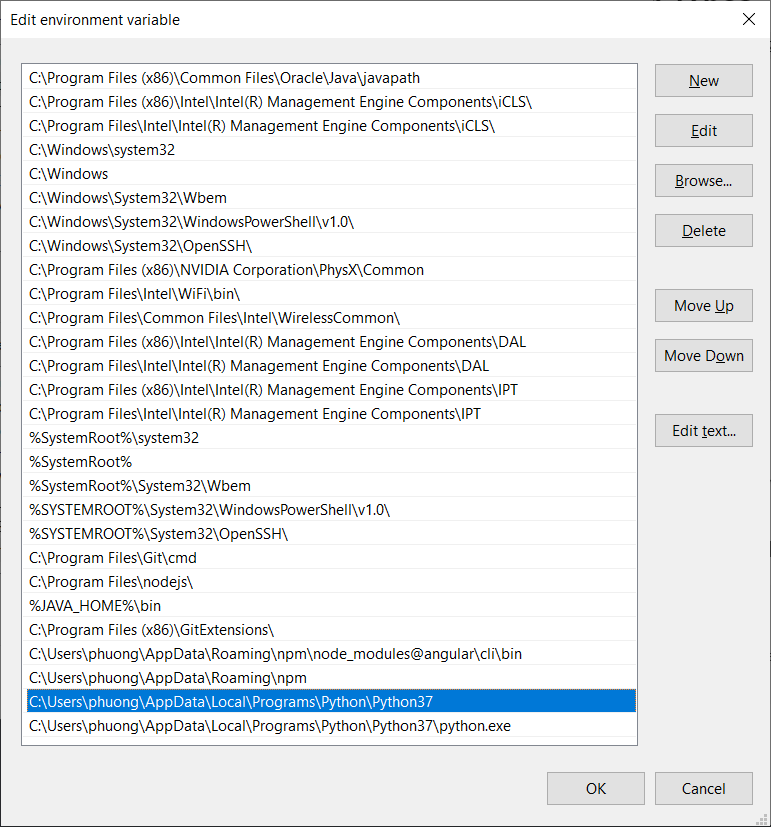 Edit environment variable
C:\Program Files (x86)\Common Files\Oracle\Java\javapath
New
C:\Program Files (x86)\Intel\Intel(R) Management Engine Components\iCLS\
C:\Program Files\Intel\Intel(R) Management Engine Components\iCLS\
Edit
C:\Windows\system32
C:\Windows
Browse...
C:\Windows\System32\Wbem
C:\Windows\System32\WindowsPowerShell\v1.0\
Delete
C:\Windows\System32\OpenSSH\
C:\Program Files (x86)\NVIDIA Corporation\PhysX\Common
C:\Program Files\Intel\WiFi\bin\
Move Up
C:\Program Files\Common Files\Intel\WirelessCommon\
C:\Program Files (x86)\Intel\Intel(R) Management Engine Components\DAL
Move Down
C:\Program Files\Intel\Intel(R) Management Engine Components\DAL
C:\Program Files (x86)\Intel\Intel(R) Management Engine Components\IPT
C:\Program Files\Intel\Intel(R) Management Engine Components\IPT
Edit text...
%SystemRoot%\system32
%SystemRoot%
%SystemRoot%\System32\Wbem
%SYSTEMROOT%\System32\WindowsPowerShell\v1.0\
%SYSTEMROOT%\System32\OpenSSH\
C:\Program Files\Git\cmd
C:\Program Files\nodejs\
%JAVA_HOME%\bin
C:\Program Files (x86)\GitExtensions\
C:\Users\phuong\AppData\Roaming\npm\node_modules@angular\cli\bin
C:\Users\phuong\AppData\Roaming\npm
C:\Users\phuong\AppData\Local\Programs\Python\Python37
C:\Users\phuong\AppData\Local\Programs\Python\Python37\python.exe
OK
Cancel